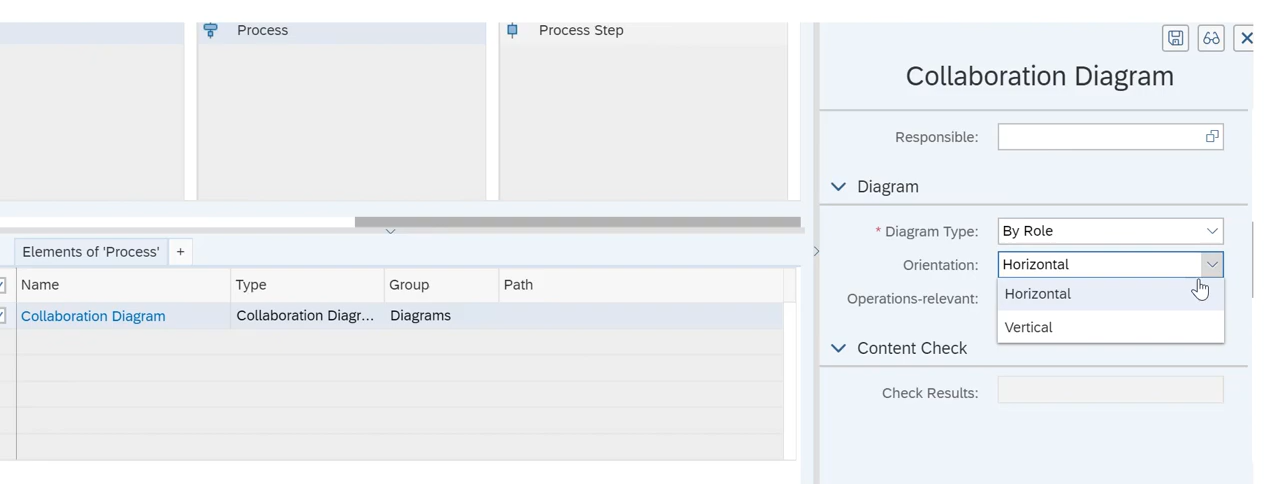 Process
Process Step
Collaboration Diagram
Responsible:
Diagram
* Diagram Type: By Role
Orientation: Horizontal
Horizontal
Operations-relevant:
Vertical
Content Check
Check Results:
Elements of 'Process' +
Name Type Group Path
Collaboration Diagram Collaboration Diagr... Diagrams